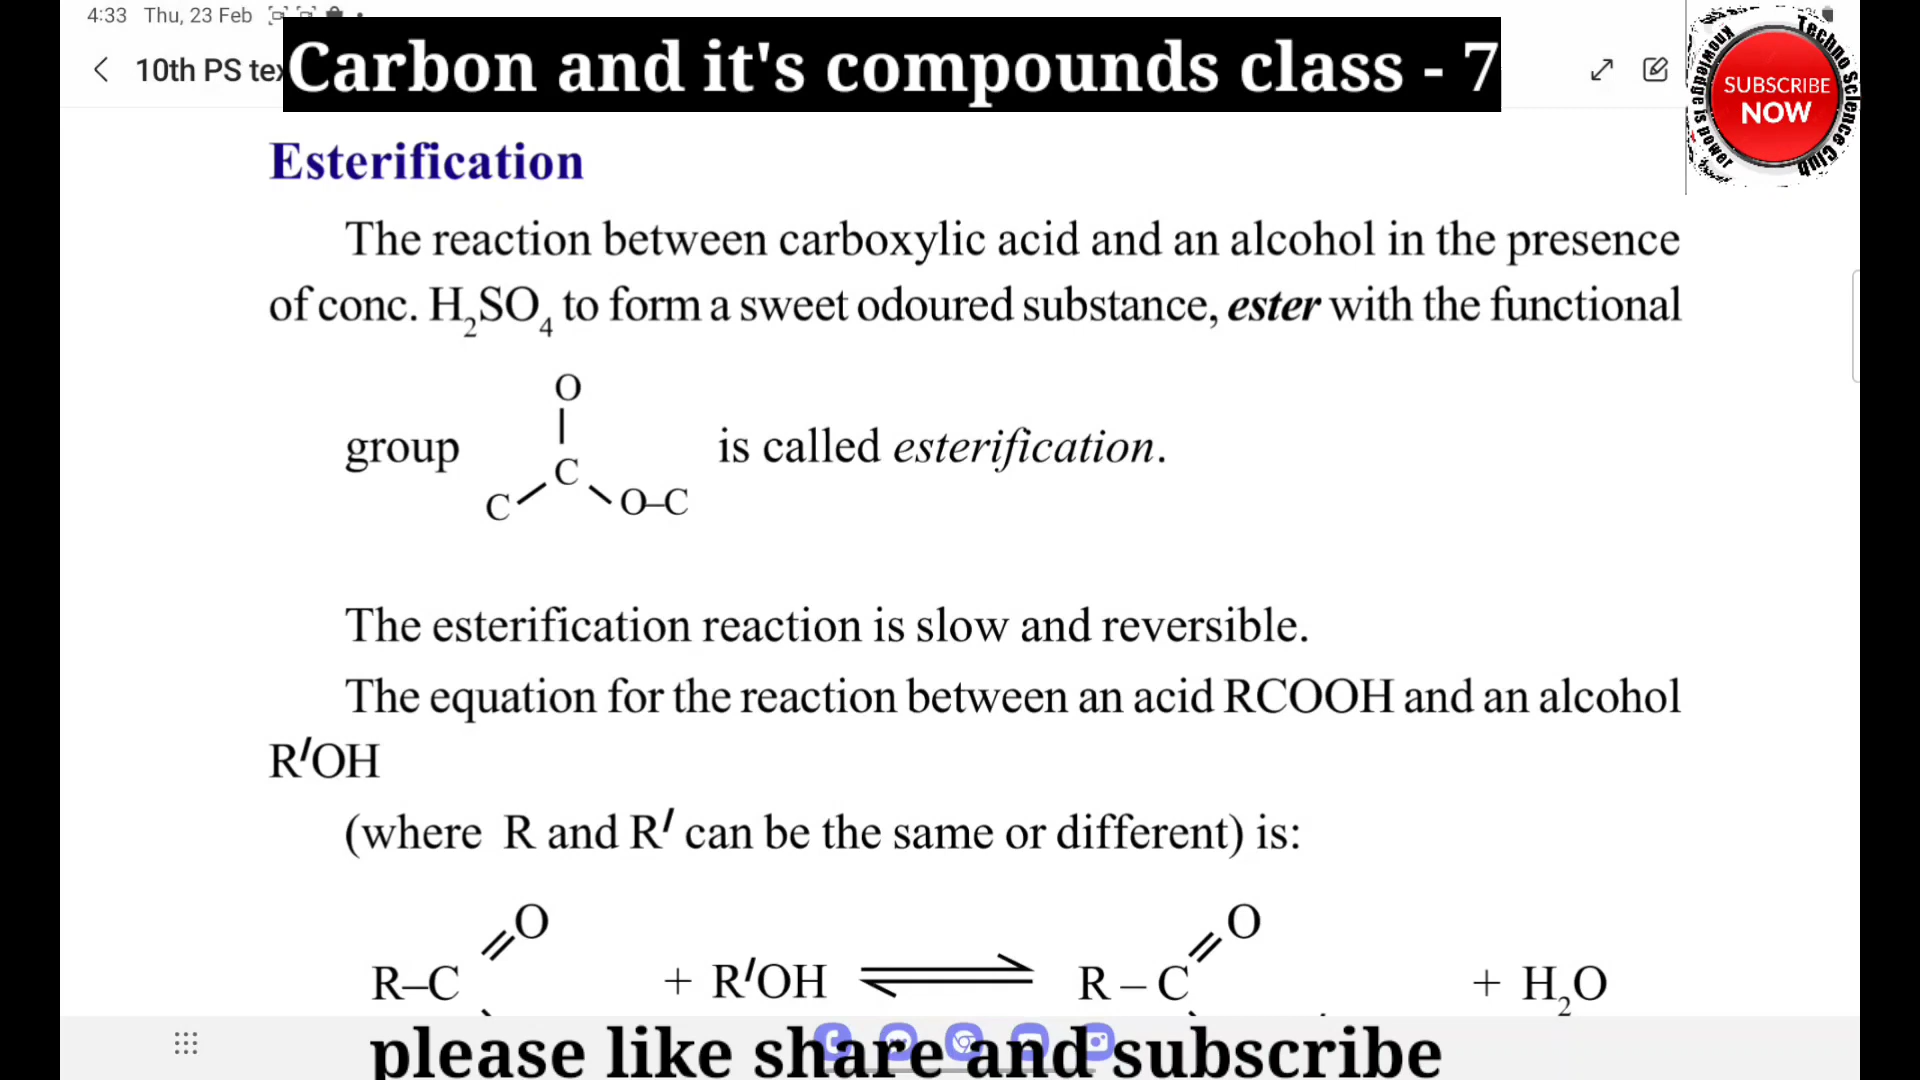 4:33 Thu, 23 Feb
10th PS tex
Carbon and it's compounds class - 7
Techno Science Club
Knowledge is power
SUBSCRIBE
NOW
Esterification
The reaction between carboxylic acid and an alcohol in the presence
of conc. H₂SO₄ to form a sweet odoured substance, ester with the functional
O
group
C
C
O–C
is called esterification.
The esterification reaction is slow and reversible.
The equation for the reaction between an acid RCOOH and an alcohol
R′OH
(where R and R′ can be the same or different) is:
O
O
R–C + R′OH ⇌ R – C + H₂O
please like share and subscribe